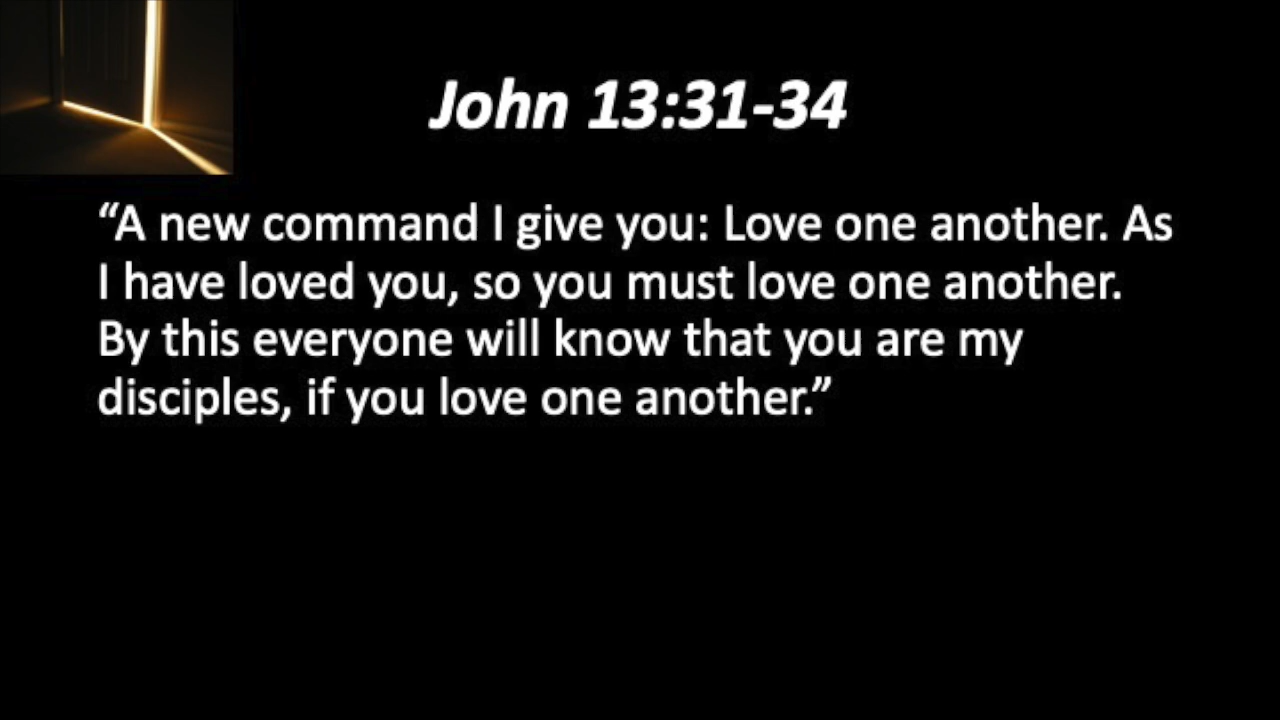 John 13:31-34
“A new command I give you: Love one another. As
I have loved you, so you must love one another.
By this everyone will know that you are my
disciples, if you love one another.”